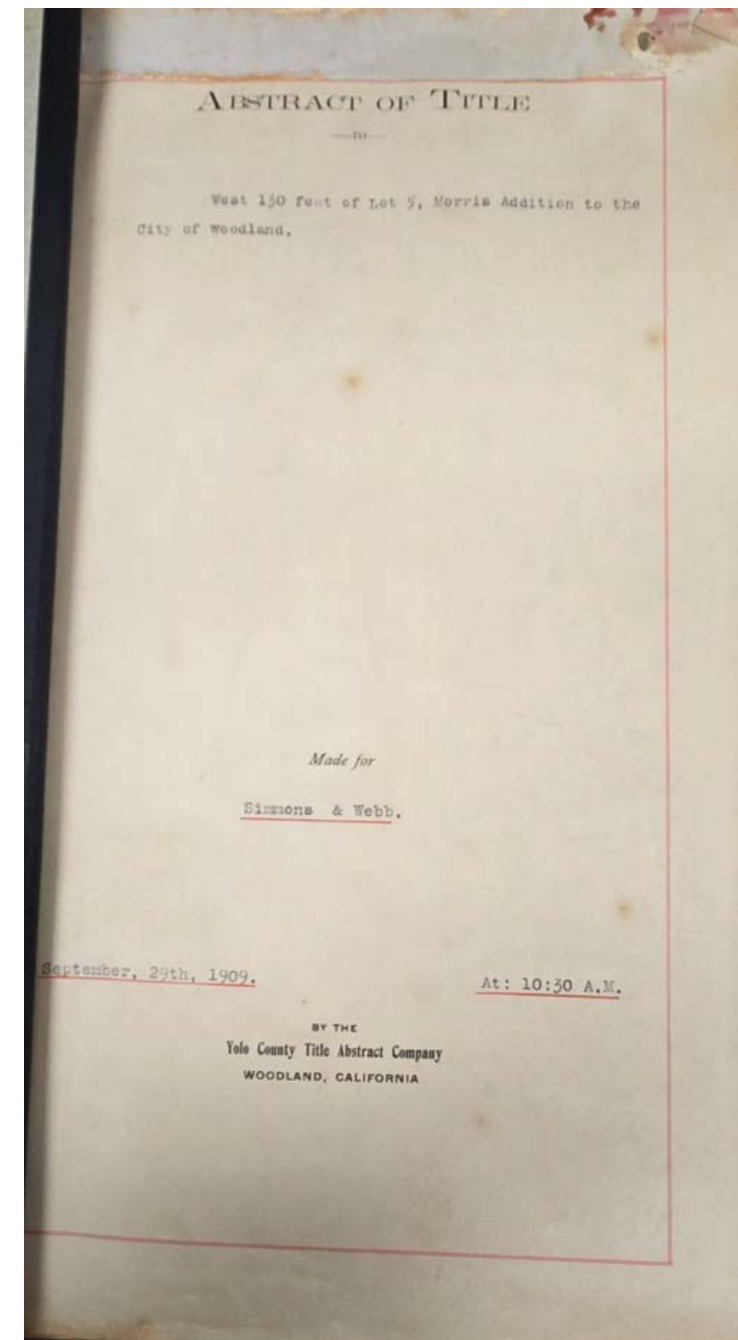 ABSTRACT OF TITLE
—TO—
West 130 feet of Lot 5, Morris Addition to the
City of Woodland.
Made for
Simmons & Webb.
September, 29th, 1909.
At: 10:30 A.M.
BY THE
Yolo County Title Abstract Company
WOODLAND, CALIFORNIA